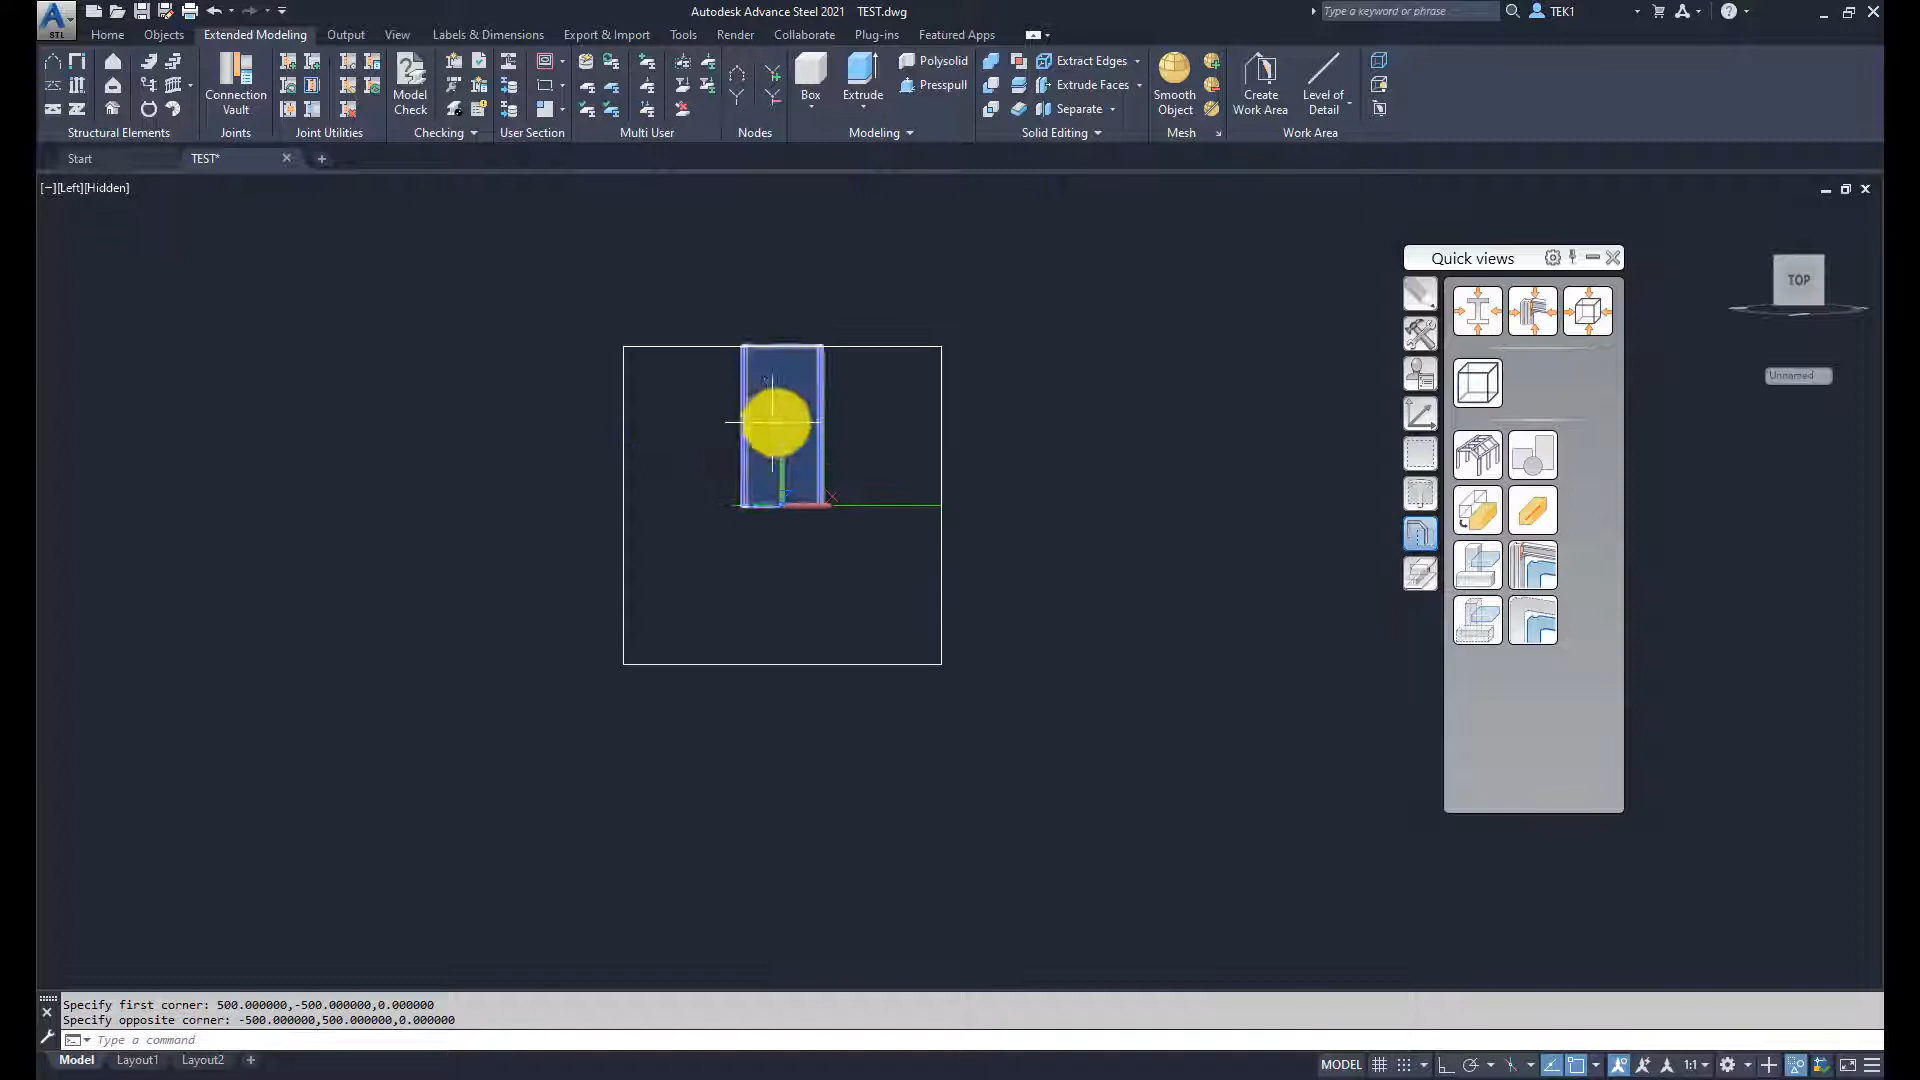 Autodesk Advance Steel 2021 TEST.dwg
Type a keyword or phrase
TEK1
STL
Home Objects Extended Modeling Output View Labels & Dimensions Export & Import Tools Render Collaborate Plug-ins Featured Apps
Connection Vault
Model Check
Box
Extrude
Polysolid
Presspull
Extract Edges
Extrude Faces
Separate
Smooth Object
Create Work Area
Level of Detail
Structural Elements Joints Joint Utilities Checking User Section Multi User Nodes Modeling Solid Editing Mesh Work Area
Start TEST*
[−][Left][Hidden]
Quick views
TOP
Unnamed
Specify first corner: 500.000000,-500.000000,0.000000
Specify opposite corner: -500.000000,500.000000,0.000000
Type a command
Model Layout1 Layout2
MODEL 1:1